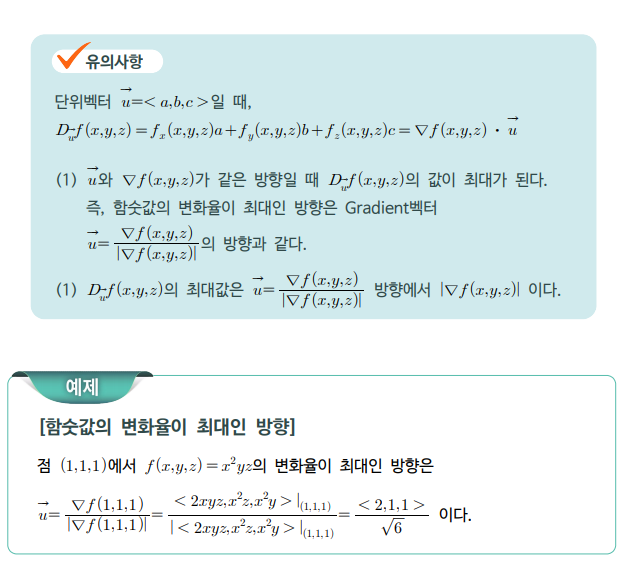 유의사항
단위벡터 $\vec{u}=<a,b,c>$일 때,
$D_{\vec{u}}f(x,y,z)=f_x(x,y,z)a+f_y(x,y,z)b+f_z(x,y,z)c=\nabla f(x,y,z)\cdot\vec{u}$
(1) $\vec{u}$와 $\nabla f(x,y,z)$가 같은 방향일 때 $D_{\vec{u}}f(x,y,z)$의 값이 최대가 된다.
즉, 함숫값의 변화율이 최대인 방향은 Gradient벡터
$\vec{u}=\frac{\nabla f(x,y,z)}{|\nabla f(x,y,z)|}$의 방향과 같다.
(1) $D_{\vec{u}}f(x,y,z)$의 최대값은 $\vec{u}=\frac{\nabla f(x,y,z)}{|\nabla f(x,y,z)|}$ 방향에서 $|\nabla f(x,y,z)|$ 이다.
예제
[함숫값의 변화율이 최대인 방향]
점 (1,1,1)에서 $f(x,y,z)=x^2yz$의 변화율이 최대인 방향은
$\vec{u}=\frac{\nabla f(1,1,1)}{|\nabla f(1,1,1)|}=\frac{<2xyz,x^2z,x^2y>|_{(1,1,1)}}{|<2xyz,x^2z,x^2y>|_{(1,1,1)}}=\frac{<2,1,1>}{\sqrt{6}}$ 이다.